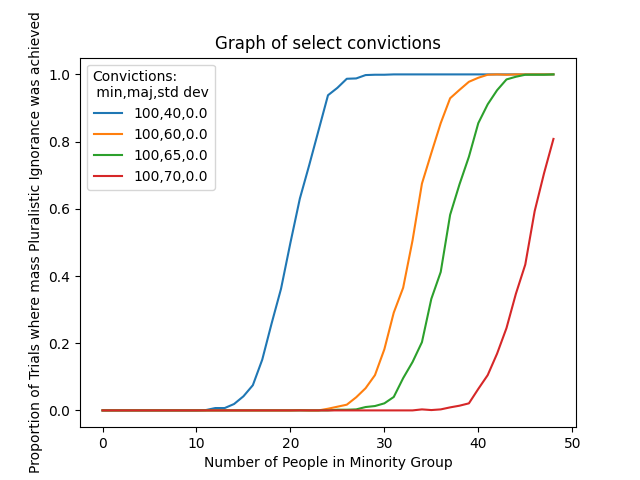 Graph of select convictions
Proportion of Trials where mass Pluralistic Ignorance was achieved
1.0
0.8
0.6
0.4
0.2
0.0
Convictions:
min,maj,std dev
100,40,0.0
100,60,0.0
100,65,0.0
100,70,0.0
0 10 20 30 40 50
Number of People in Minority Group